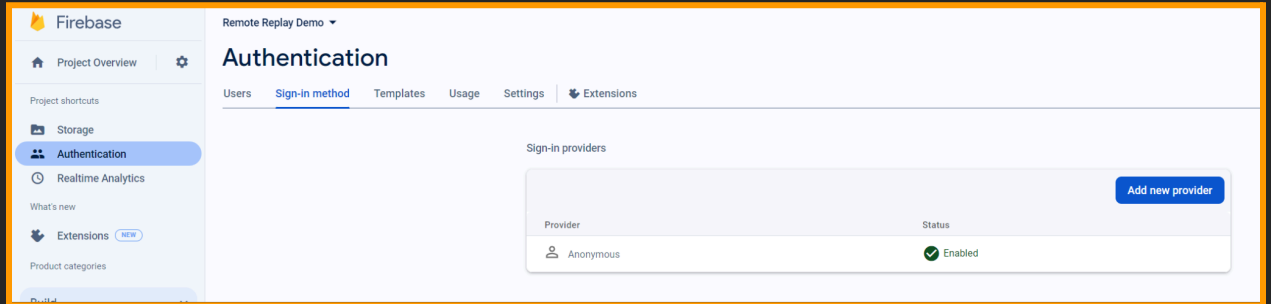 Firebase
Project Overview
Project shortcuts
Storage
Authentication
Realtime Analytics
What's new
Extensions NEW
Product categories
Build
Remote Replay Demo
Authentication
Users Sign-in method Templates Usage Settings Extensions
Sign-in providers
Add new provider
Provider Status
Anonymous Enabled